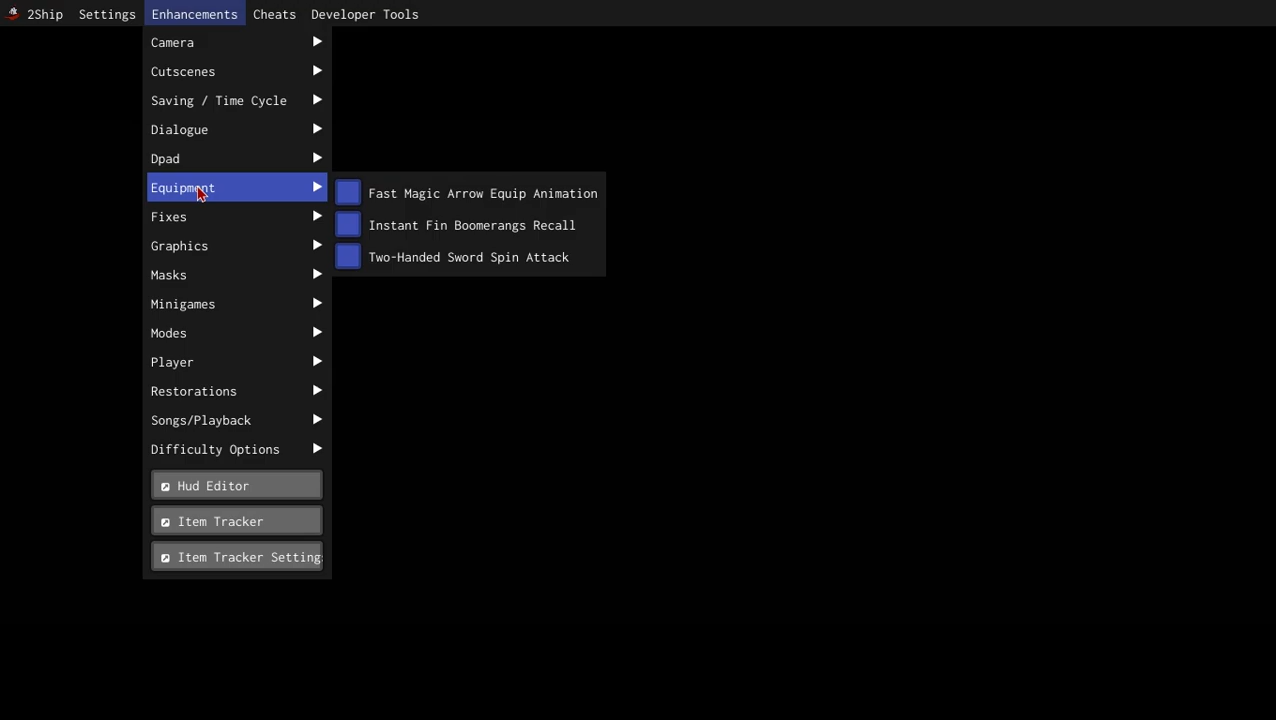 2Ship Settings Enhancements Cheats Developer Tools
Camera
Cutscenes
Saving / Time Cycle
Dialogue
Dpad
Equipment
Fast Magic Arrow Equip Animation
Instant Fin Boomerangs Recall
Two-Handed Sword Spin Attack
Fixes
Graphics
Masks
Minigames
Modes
Player
Restorations
Songs/Playback
Difficulty Options
Hud Editor
Item Tracker
Item Tracker Setting